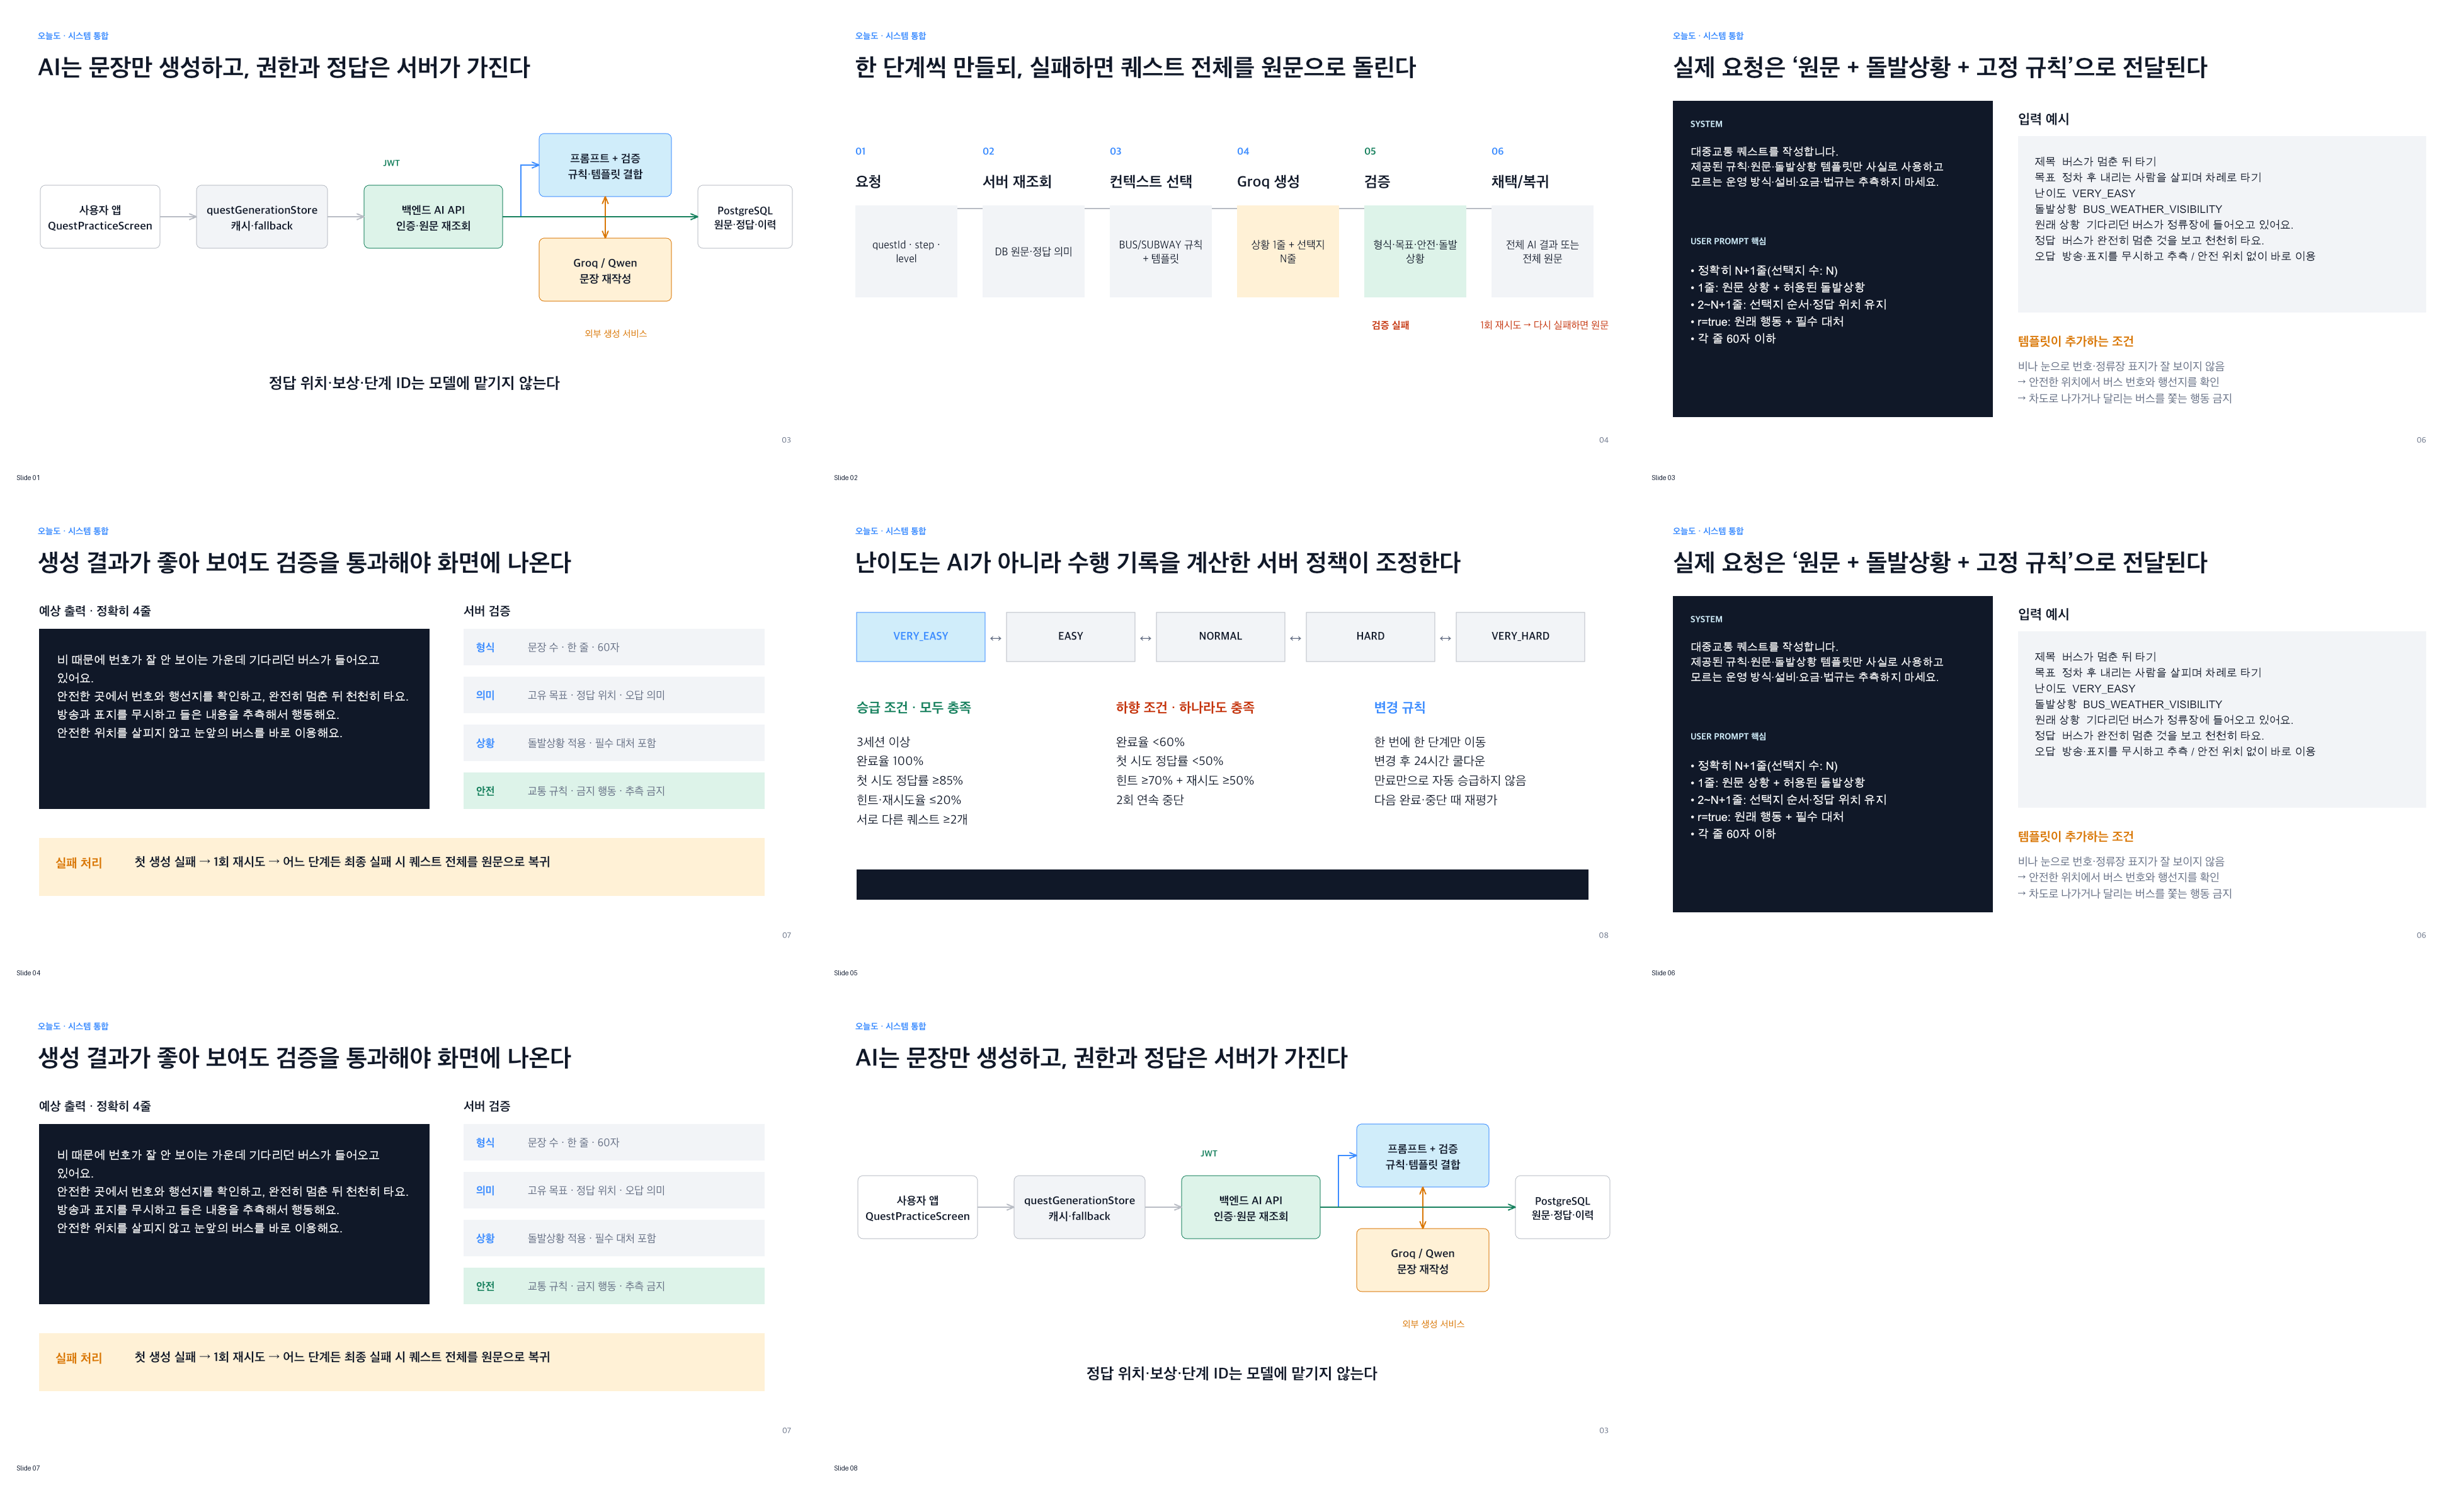 오늘도 · 시스템 통합
AI는 문장만 생성하고, 권한과 정답은 서버가 가진다
JWT
프롬프트 + 검증
규칙·템플릿 결합
사용자 앱
QuestPracticeScreen
questGenerationStore
캐시·fallback
백엔드 AI API
인증·원문 재조회
PostgreSQL
원문·정답·이력
Groq / Qwen
문장 재작성
외부 생성 서비스
정답 위치·보상·단계 ID는 모델에 맡기지 않는다
03
Slide 01
오늘도 · 시스템 통합
한 단계씩 만들되, 실패하면 퀘스트 전체를 원문으로 돌린다
01
요청
questId · step ·
level
02
서버 재조회
DB 원문·정답 의미
03
컨텍스트 선택
BUS/SUBWAY 규칙
+ 템플릿
04
Groq 생성
상황 1줄 + 선택지
N줄
05
검증
형식·목표·안전·돌발
상황
06
채택/복귀
전체 AI 결과 또는
전체 원문
검증 실패
1회 재시도 → 다시 실패하면 원문
04
Slide 02
오늘도 · 시스템 통합
실제 요청은 ‘원문 + 돌발상황 + 고정 규칙’으로 전달된다
SYSTEM
대중교통 퀘스트를 작성합니다.
제공된 규칙·원문·돌발상황 템플릿만 사실로 사용하고
모르는 운영 방식·설비·요금·법규는 추측하지 마세요.
USER PROMPT 핵심
• 정확히 N+1줄(선택지 수: N)
• 1줄: 원문 상황 + 허용된 돌발상황
• 2~N+1줄: 선택지 순서·정답 위치 유지
• r=true: 원래 행동 + 필수 대처
• 각 줄 60자 이하
입력 예시
제목 버스가 멈춘 뒤 타기
목표 정차 후 내리는 사람을 살피며 차례로 타기
난이도 VERY_EASY
돌발상황 BUS_WEATHER_VISIBILITY
원래 상황 기다리던 버스가 정류장에 들어오고 있어요.
정답 버스가 완전히 멈춘 것을 보고 천천히 타요.
오답 방송·표지를 무시하고 추측 / 안전 위치 없이 바로 이용
템플릿이 추가하는 조건
비나 눈으로 번호·정류장 표지가 잘 보이지 않음
→ 안전한 위치에서 버스 번호와 행선지를 확인
→ 차도로 나가거나 달리는 버스를 쫓는 행동 금지
06
Slide 03
오늘도 · 시스템 통합
생성 결과가 좋아 보여도 검증을 통과해야 화면에 나온다
예상 출력 · 정확히 4줄
비 때문에 번호가 잘 안 보이는 가운데 기다리던 버스가 들어오고
있어요.
안전한 곳에서 번호와 행선지를 확인하고, 완전히 멈춘 뒤 천천히 타요.
방송과 표지를 무시하고 들은 내용을 추측해서 행동해요.
안전한 위치를 살피지 않고 눈앞의 버스를 바로 이용해요.
서버 검증
형식 문장 수 · 한 줄 · 60자
의미 고유 목표 · 정답 위치 · 오답 의미
상황 돌발상황 적용 · 필수 대처 포함
안전 교통 규칙 · 금지 행동 · 추측 금지
실패 처리 첫 생성 실패 → 1회 재시도 → 어느 단계든 최종 실패 시 퀘스트 전체를 원문으로 복귀
07
Slide 04
오늘도 · 시스템 통합
난이도는 AI가 아니라 수행 기록을 계산한 서버 정책이 조정한다
VERY_EASY ↔ EASY ↔ NORMAL ↔ HARD ↔ VERY_HARD
승급 조건 · 모두 충족
3세션 이상
완료율 100%
첫 시도 정답률 ≥85%
힌트·재시도율 ≤20%
서로 다른 퀘스트 ≥2개
하향 조건 · 하나라도 충족
완료율 <60%
첫 시도 정답률 <50%
힌트 ≥70% + 재시도 ≥50%
2회 연속 중단
변경 규칙
한 번에 한 단계만 이동
변경 후 24시간 쿨다운
만료만으로 자동 승급하지 않음
다음 완료·중단 때 재평가
08
Slide 05
오늘도 · 시스템 통합
실제 요청은 ‘원문 + 돌발상황 + 고정 규칙’으로 전달된다
SYSTEM
대중교통 퀘스트를 작성합니다.
제공된 규칙·원문·돌발상황 템플릿만 사실로 사용하고
모르는 운영 방식·설비·요금·법규는 추측하지 마세요.
USER PROMPT 핵심
• 정확히 N+1줄(선택지 수: N)
• 1줄: 원문 상황 + 허용된 돌발상황
• 2~N+1줄: 선택지 순서·정답 위치 유지
• r=true: 원래 행동 + 필수 대처
• 각 줄 60자 이하
입력 예시
제목 버스가 멈춘 뒤 타기
목표 정차 후 내리는 사람을 살피며 차례로 타기
난이도 VERY_EASY
돌발상황 BUS_WEATHER_VISIBILITY
원래 상황 기다리던 버스가 정류장에 들어오고 있어요.
정답 버스가 완전히 멈춘 것을 보고 천천히 타요.
오답 방송·표지를 무시하고 추측 / 안전 위치 없이 바로 이용
템플릿이 추가하는 조건
비나 눈으로 번호·정류장 표지가 잘 보이지 않음
→ 안전한 위치에서 버스 번호와 행선지를 확인
→ 차도로 나가거나 달리는 버스를 쫓는 행동 금지
06
Slide 06
오늘도 · 시스템 통합
생성 결과가 좋아 보여도 검증을 통과해야 화면에 나온다
예상 출력 · 정확히 4줄
비 때문에 번호가 잘 안 보이는 가운데 기다리던 버스가 들어오고
있어요.
안전한 곳에서 번호와 행선지를 확인하고, 완전히 멈춘 뒤 천천히 타요.
방송과 표지를 무시하고 들은 내용을 추측해서 행동해요.
안전한 위치를 살피지 않고 눈앞의 버스를 바로 이용해요.
서버 검증
형식 문장 수 · 한 줄 · 60자
의미 고유 목표 · 정답 위치 · 오답 의미
상황 돌발상황 적용 · 필수 대처 포함
안전 교통 규칙 · 금지 행동 · 추측 금지
실패 처리 첫 생성 실패 → 1회 재시도 → 어느 단계든 최종 실패 시 퀘스트 전체를 원문으로 복귀
07
Slide 07
오늘도 · 시스템 통합
AI는 문장만 생성하고, 권한과 정답은 서버가 가진다
JWT
프롬프트 + 검증
규칙·템플릿 결합
사용자 앱
QuestPracticeScreen
questGenerationStore
캐시·fallback
백엔드 AI API
인증·원문 재조회
PostgreSQL
원문·정답·이력
Groq / Qwen
문장 재작성
외부 생성 서비스
정답 위치·보상·단계 ID는 모델에 맡기지 않는다
03
Slide 08